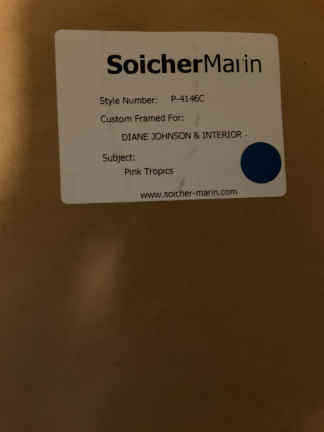 SoicherMarin
Style Number: P-4146C
Custom Framed For:
DIANE JOHNSON & INTERIOR -
Subject:
Pink Tropics
www.soicher-marin.com